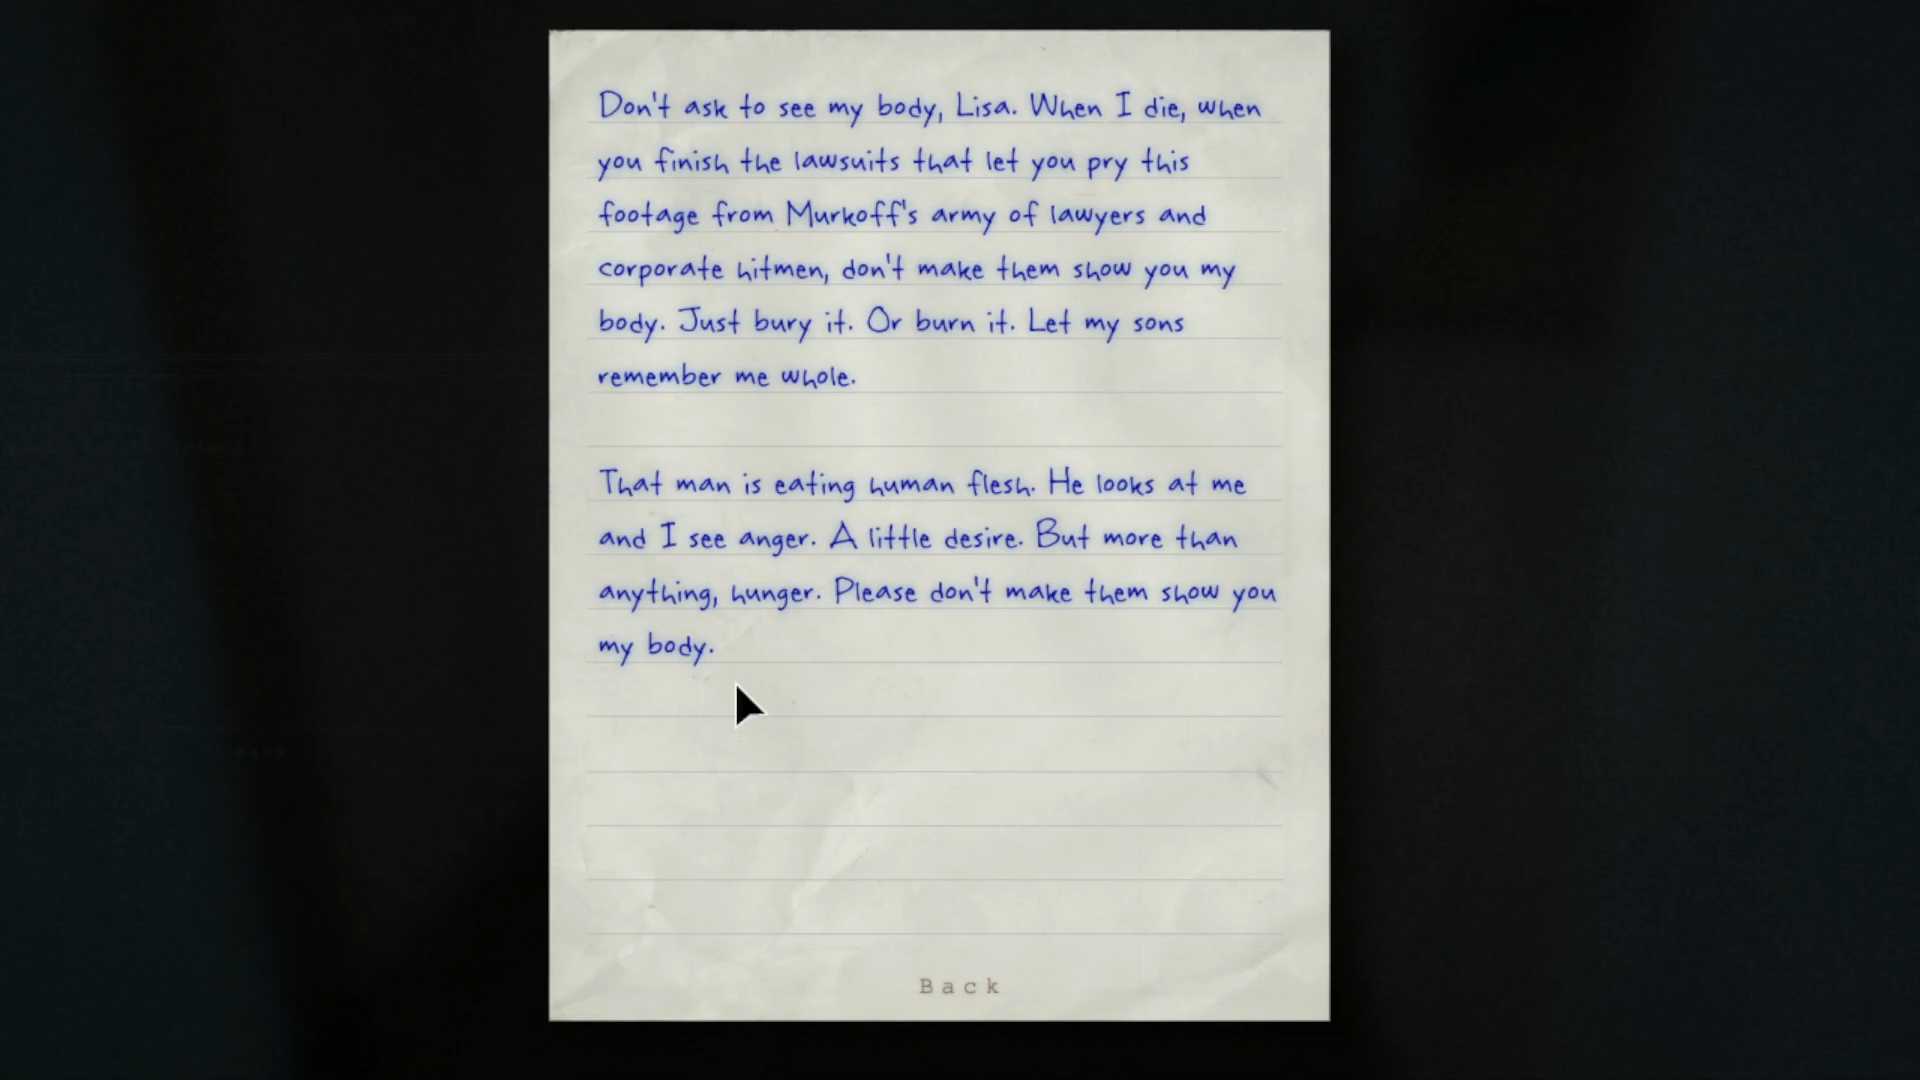 Don't ask to see my body, Lisa. When I die, when
you finish the lawsuits that let you pry this
footage from Murkoff's army of lawyers and
corporate hitmen, don't make them show you my
body. Just bury it. Or burn it. Let my sons
remember me whole.
That man is eating human flesh. He looks at me
and I see anger. A little desire. But more than
anything, hunger. Please don't make them show you
my body.
Back